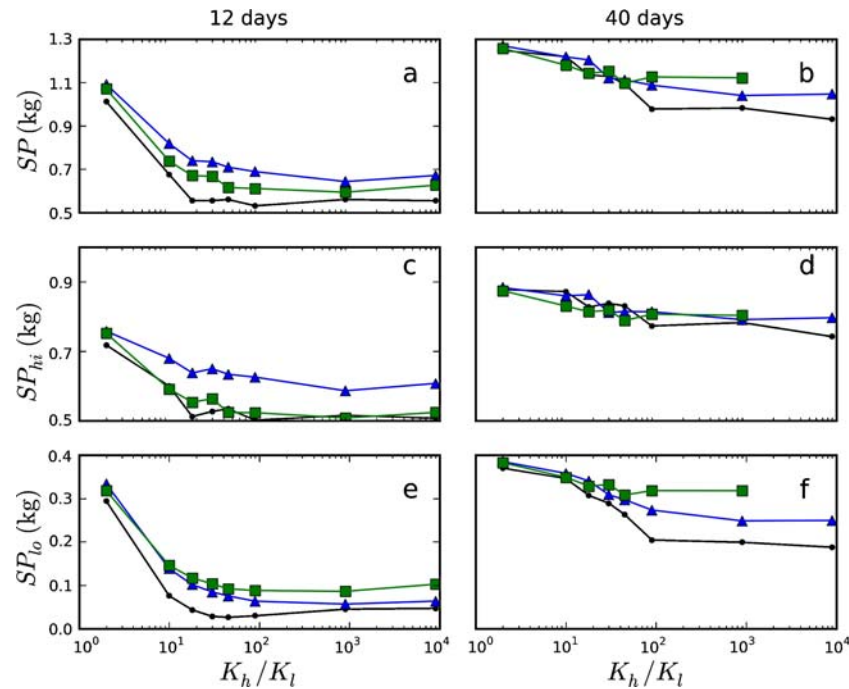 12 days
40 days
1.3
1.1
0.9
0.7
0.5
SP (kg)
a
b
0.9
0.7
0.5
SP_hi (kg)
c
d
0.4
0.3
0.2
0.1
0.0
SP_lo (kg)
e
f
10^0 10^1 10^2 10^3 10^4
10^0 10^1 10^2 10^3 10^4
K_h/K_l
K_h/K_l